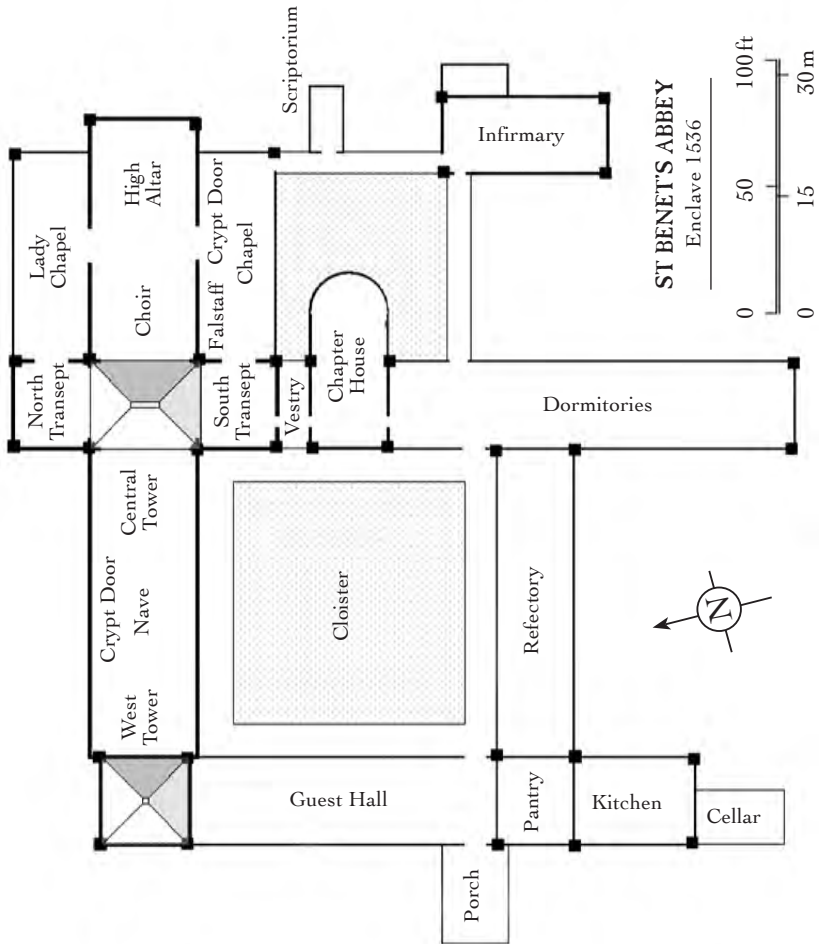 Scriptorium
Lady
Chapel
High
Altar
Choir
Falstaff Crypt Door
Chapel
Infirmary
North
Transept
South
Transept
Vestry
Chapter
House
Dormitories
Central
Tower
Crypt Door
Nave
West
Tower
Cloister
Refectory
Guest Hall
Pantry
Kitchen
Cellar
Porch
N
ST BENET'S ABBEY
Enclave 1536
0 50 100 ft
0 15 30 m